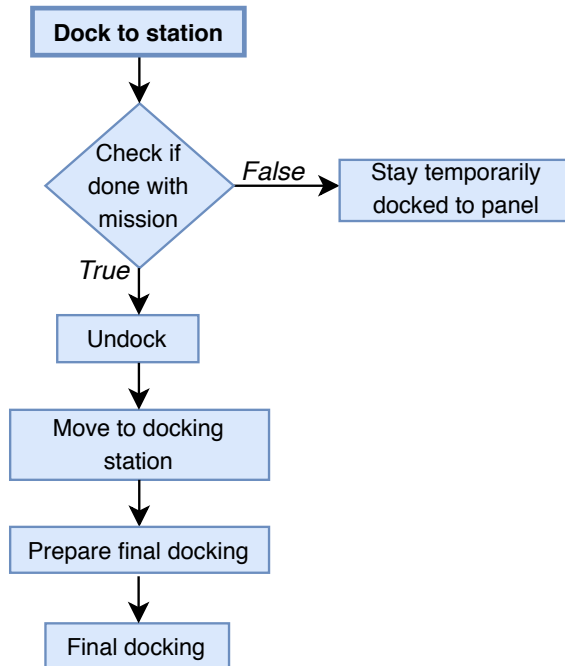 Dock to station
Check if
done with
mission
False
Stay temporarily
docked to panel
True
Undock
Move to docking
station
Prepare final docking
Final docking